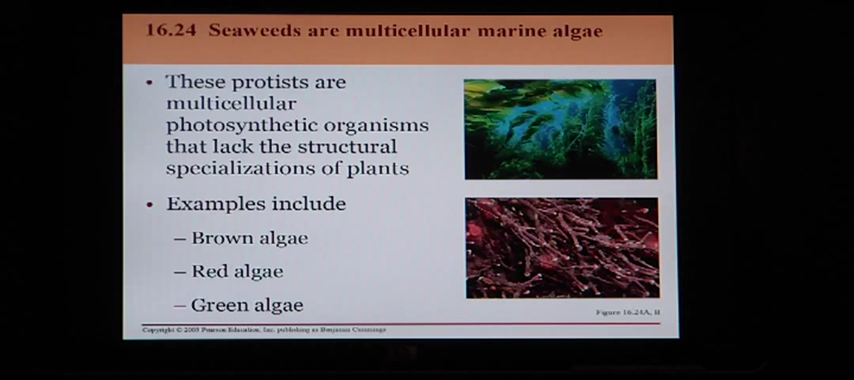 16.24 Seaweeds are multicellular marine algae
• These protists are
multicellular
photosynthetic organisms
that lack the structural
specializations of plants
• Examples include
– Brown algae
– Red algae
– Green algae
Figure 16.24A, B
Copyright © 2003 Pearson Education, Inc. publishing as Benjamin Cummings